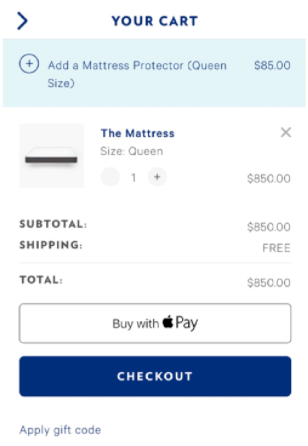 YOUR CART
Add a Mattress Protector (Queen $85.00
Size)
The Mattress
Size: Queen
1 + $850.00
SUBTOTAL: $850.00
SHIPPING: FREE
TOTAL: $850.00
Buy with Pay
CHECKOUT
Apply gift code